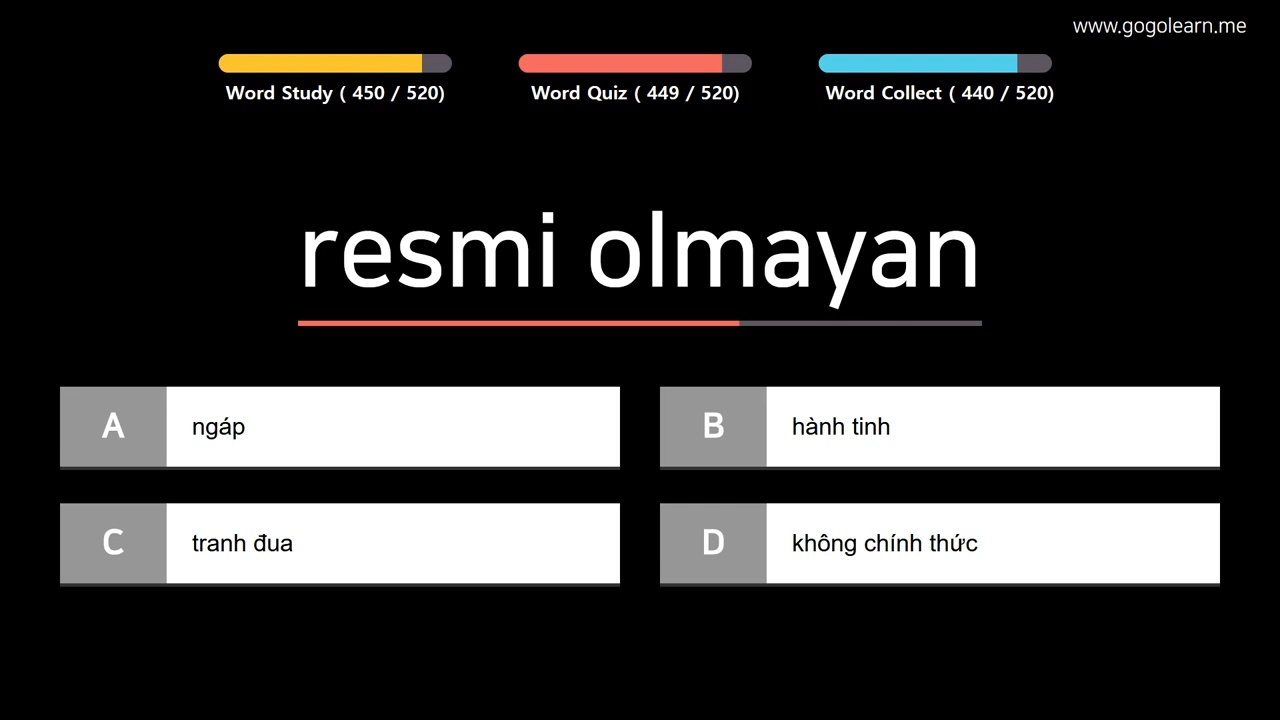 www.gogolearn.me
Word Study ( 450 / 520)
Word Quiz ( 449 / 520)
Word Collect ( 440 / 520)
resmi olmayan
A
ngáp
B
hành tinh
C
tranh đua
D
không chính thức